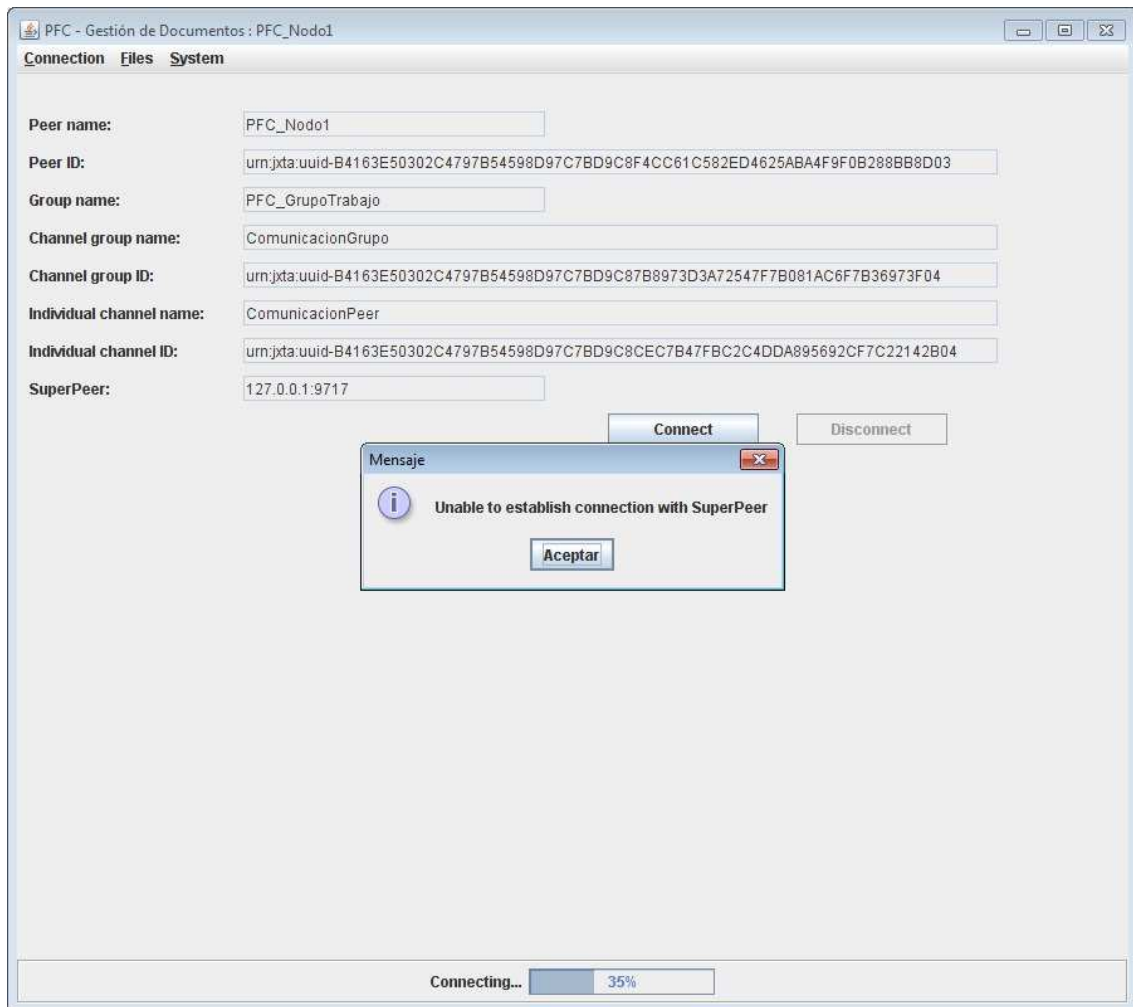 PFC - Gestión de Documentos : PFC_Nodo1
Connection Files System
Peer name: PFC_Nodo1
Peer ID: urn:jxta:uuid-B4163E50302C4797B54598D97C7BD9C8F4CC61C582ED4625ABA4F9F0B288BB8D03
Group name: PFC_GrupoTrabajo
Channel group name: ComunicacionGrupo
Channel group ID: urn:jxta:uuid-B4163E50302C4797B54598D97C7BD9C87B8973D3A72547F7B081AC6F7B36973F04
Individual channel name: ComunicacionPeer
Individual channel ID: urn:jxta:uuid-B4163E50302C4797B54598D97C7BD9C8CEC7B47FBC2C4DDA895692CF7C22142B04
SuperPeer: 127.0.0.1:9717
Connect Disconnect
Mensaje
Unable to establish connection with SuperPeer
Aceptar
Connecting... 35%